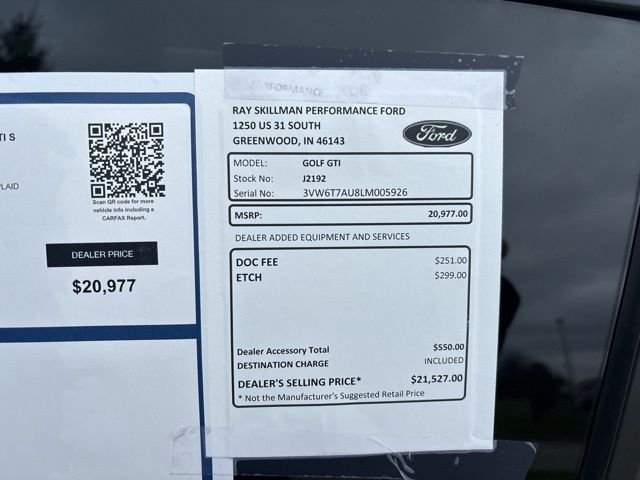 TI S
PLAID
Scan QR code for more
vehicle info including a
CARFAX Report.
DEALER PRICE
$20,977
RAY SKILLMAN PERFORMANCE FORD
1250 US 31 SOUTH
GREENWOOD, IN 46143
Ford
MODEL: GOLF GTI
Stock No: J2192
Serial No: 3VW6T7AU8LM005926
MSRP: 20,977.00
DEALER ADDED EQUIPMENT AND SERVICES
DOC FEE $251.00
ETCH $299.00
Dealer Accessory Total $550.00
DESTINATION CHARGE INCLUDED
DEALER'S SELLING PRICE* $21,527.00
* Not the Manufacturer's Suggested Retail Price